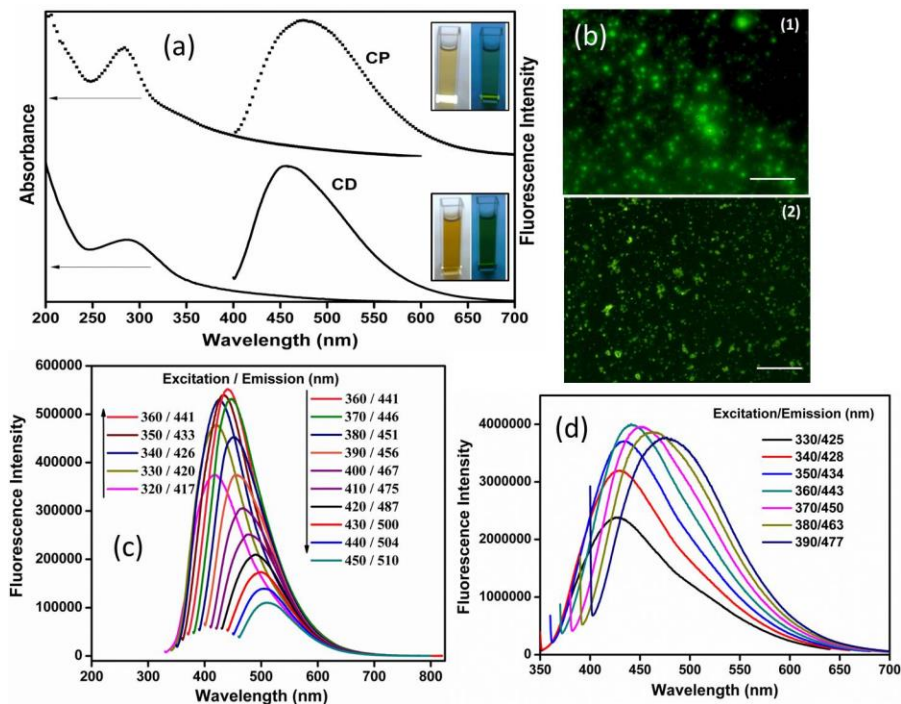 (a)
CP
CD
Absorbance
Fluorescence Intensity
200 250 300 350 400 450 500 550 600 650 700
Wavelength (nm)
(b)
(1)
(2)
600000
500000
400000
300000
200000
100000
0
Fluorescence Intensity
Excitation / Emission (nm)
360 / 441
350 / 433
340 / 426
330 / 420
320 / 417
360 / 441
370 / 446
380 / 451
390 / 456
400 / 467
410 / 475
420 / 487
430 / 500
440 / 504
450 / 510
(c)
200 300 400 500 600 700 800
Wavelength (nm)
4000000
3000000
2000000
1000000
0
Fluorescence Intensity
(d)
Excitation/Emission (nm)
330/425
340/428
350/434
360/443
370/450
380/463
390/477
350 400 450 500 550 600 650 700
Wavelength (nm)